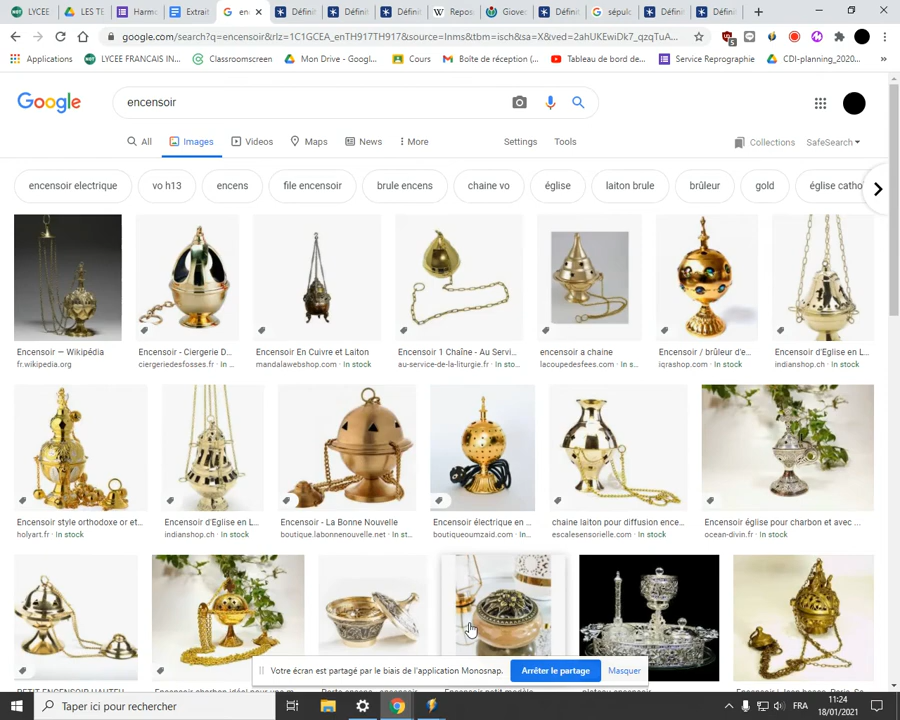 LYCEE
LES TE
Harmo
Extrait
en
Défini
Défini
Défini
Repos
Giove
Défini
sépulc
Défini
Défini
google.com/search?q=encensoir&rlz=1C1GCEA_enTH917TH917&source=lnms&tbm=isch&sa=X&ved=2ahUKEwiDk7_qzqTuA...
5
Applications
LYCEE FRANCAIS IN...
Classroomscreen
Mon Drive - Googl...
Cours
Boîte de réception (...
Tableau de bord de...
Service Reprographie
CDI-planning_2020...
Google
encensoir
All
Images
Videos
Maps
News
More
Settings
Tools
Collections
SafeSearch
encensoir electrique
vo h13
encens
file encensoir
brule encens
chaine vo
église
laiton brule
brûleur
gold
église catho
Encensoir — Wikipédia
fr.wikipedia.org
Encensoir - Ciergerie D...
ciergeriedesfosses.fr · In ...
Encensoir En Cuivre et Laiton
mandalawebshop.com · In stock
Encensoir 1 Chaîne - Au Servi...
au-service-de-la-liturgie.fr · In sto...
encensoir a chaine
lacoupedesfees.com · In s...
Encensoir / brûleur d'e...
iqrashop.com · In stock
Encensoir d'Eglise en L...
indianshop.ch · In stock
Encensoir style orthodoxe or et...
holyart.fr · In stock
Encensoir d'Eglise en L...
indianshop.ch · In stock
Encensoir - La Bonne Nouvelle
boutique.labonnenouvelle.net · In st...
Encensoir électrique en ...
boutiqueoumzaid.com · In stock
chaine laiton pour diffusion ence...
escalesensorielle.com · In stock
Encensoir église pour charbon et avec ...
ocean-divin.fr · In stock
Votre écran est partagé par le biais de l'application Monosnap.
Arrêter le partage
Masquer
Taper ici pour rechercher
FRA
11:24
18/01/2021